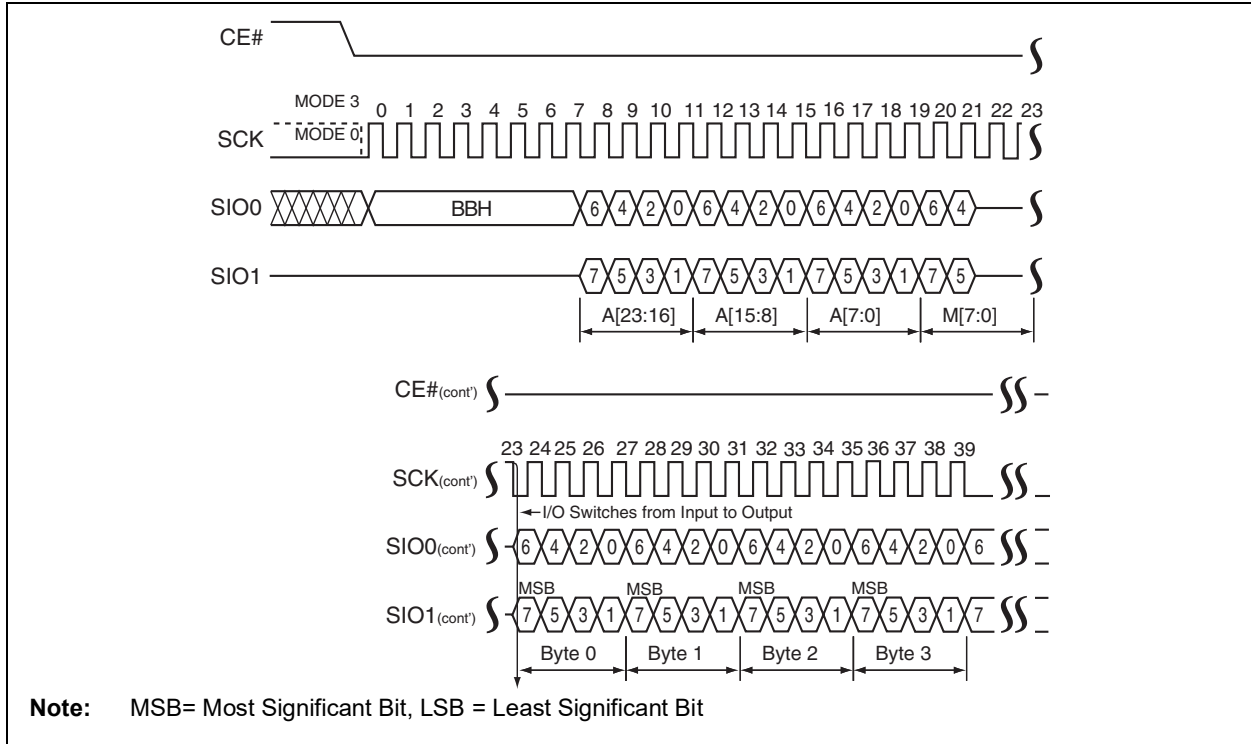 CE#
MODE 3
0 1 2 3 4 5 6 7 8 9 10 11 12 13 14 15 16 17 18 19 20 21 22 23
SCK
MODE 0
SIO0
BBH
6 4 2 0 6 4 2 0 6 4 2 0 6 4
SIO1
7 5 3 1 7 5 3 1 7 5 3 1 7 5
A[23:16] A[15:8] A[7:0] M[7:0]
CE#(cont')
23 24 25 26 27 28 29 30 31 32 33 34 35 36 37 38 39
SCK(cont')
I/O Switches from Input to Output
SIO0(cont')
6 4 2 0 6 4 2 0 6 4 2 0 6 4 2 0 6
MSB MSB MSB MSB
SIO1(cont')
7 5 3 1 7 5 3 1 7 5 3 1 7 5 3 1 7
Byte 0 Byte 1 Byte 2 Byte 3
Note: MSB= Most Significant Bit, LSB = Least Significant Bit